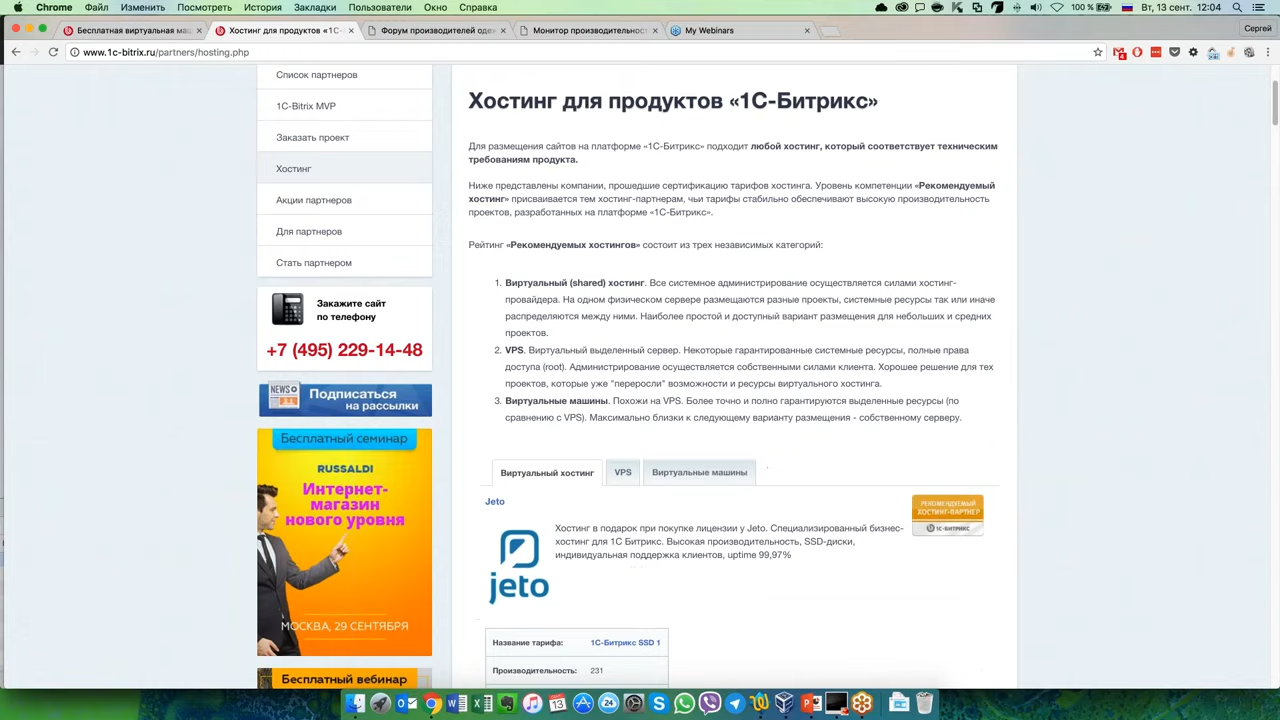 Chrome Файл Изменить Посмотреть История Закладки Пользователи Окно Справка
100 % Вт, 13 сент. 12:04
Бесплатная виртуальная маш
Хостинг для продуктов «1С-
Форум производителей одеж
Монитор производительнос
My Webinars
Сергей
www.1c-bitrix.ru/partners/hosting.php
Список партнеров
1С-Bitrix MVP
Заказать проект
Хостинг
Акции партнеров
Для партнеров
Стать партнером
Закажите сайт
по телефону
+7 (495) 229-14-48
NEWS
Подписаться
на рассылки
Бесплатный семинар
RUSSALDI
Интернет-
магазин
нового уровня
МОСКВА, 29 СЕНТЯБРЯ
Бесплатный вебинар
Хостинг для продуктов «1С-Битрикс»
Для размещения сайтов на платформе «1С-Битрикс» подходит любой хостинг, который соответствует техническим
требованиям продукта.
Ниже представлены компании, прошедшие сертификацию тарифов хостинга. Уровень компетенции «Рекомендуемый
хостинг» присваивается тем хостинг-партнерам, чьи тарифы стабильно обеспечивают высокую производительность
проектов, разработанных на платформе «1С-Битрикс».
Рейтинг «Рекомендуемых хостингов» состоит из трех независимых категорий:
1. Виртуальный (shared) хостинг. Все системное администрирование осуществляется силами хостинг-
провайдера. На одном физическом сервере размещаются разные проекты, системные ресурсы так или иначе
распределяются между ними. Наиболее простой и доступный вариант размещения для небольших и средних
проектов.
2. VPS. Виртуальный выделенный сервер. Некоторые гарантированные системные ресурсы, полные права
доступа (root). Администрирование осуществляется собственными силами клиента. Хорошее решение для тех
проектов, которые уже "переросли" возможности и ресурсы виртуального хостинга.
3. Виртуальные машины. Похожи на VPS. Более точно и полно гарантируются выделенные ресурсы (по
сравнению с VPS). Максимально близки к следующему варианту размещения - собственному серверу.
Виртуальный хостинг VPS Виртуальные машины
Jeto
jeto
Хостинг в подарок при покупке лицензии у Jeto. Специализированный бизнес-
хостинг для 1С Битрикс. Высокая производительность, SSD-диски,
индивидуальная поддержка клиентов, uptime 99,97%
РЕКОМЕНДУЕМЫЙ
ХОСТИНГ-ПАРТНЕР
1С-БИТРИКС
Название тарифа: 1С-Битрикс SSD 1
Производительность: 231